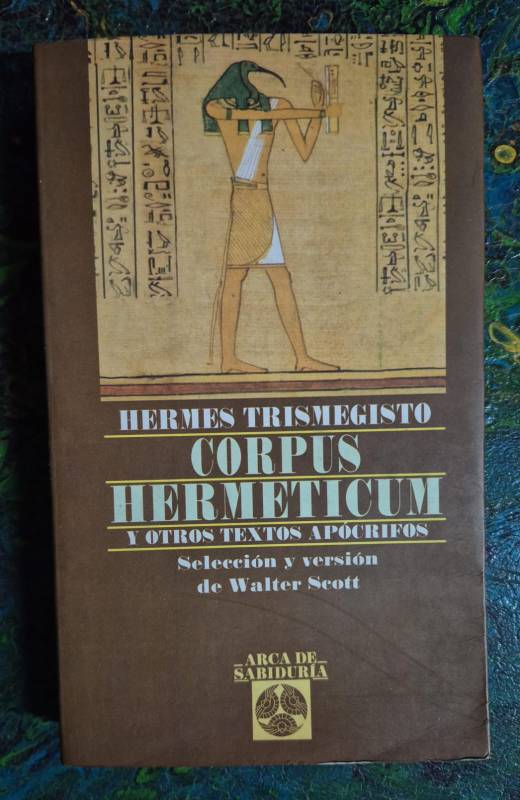 HERMES TRISMEGISTO
CORPUS
HERMETICUM
Y OTROS TEXTOS APÓCRIFOS
Selección y versión
de Walter Scott
ARCA DE
SABIDURÍA